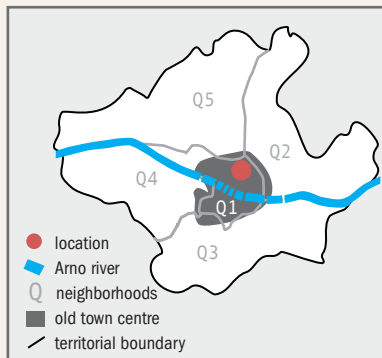 Q5
Q2
Q4
Q1
Q3
location
Arno river
Q neighborhoods
old town centre
territorial boundary